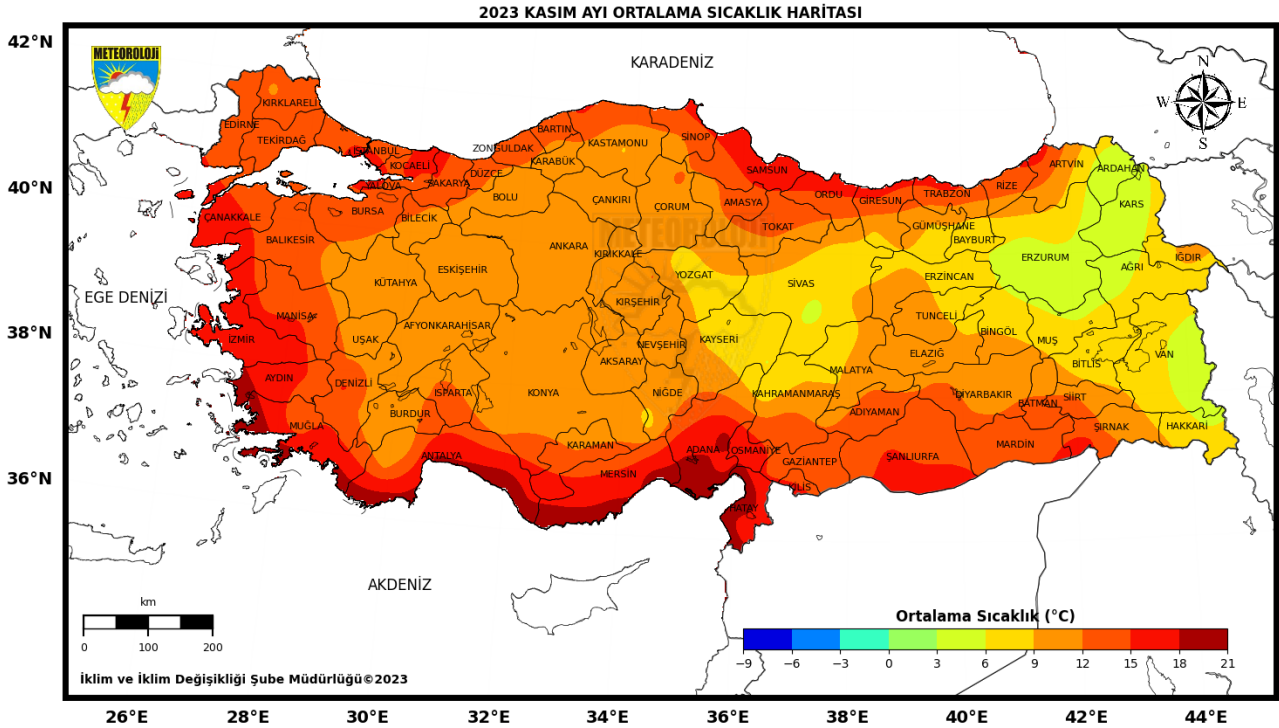 2023 KASIM AYI ORTALAMA SICAKLIK HARİTASI
42°N
40°N
38°N
36°N
METEOROLOJİ
KARADENİZ
N
W E
S
KIRKLARELİ
EDİRNE
TEKİRDAĞ
İSTANBUL
KOCAELİ
YALOVA
SAKARYA
DÜZCE
ZONGULDAK
BARTIN
KARABÜK
KASTAMONU
SİNOP
SAMSUN
ORDU
GİRESUN
TRABZON
RİZE
ARTVİN
ARDAHAN
KARS
ÇANAKKALE
BURSA
BİLECİK
BOLU
ÇANKIRI
ÇORUM
AMASYA
TOKAT
GÜMÜŞHANE
BAYBURT
BALIKESİR
ANKARA
KIRIKKALE
METEOROLOJİ
ERZURUM
AĞRI
IĞDIR
EGE DENİZİ
KÜTAHYA
ESKİŞEHİR
YOZGAT
SİVAS
ERZİNCAN
MANİSA
İZMİR
UŞAK
AFYONKARAHİSAR
KIRŞEHİR
NEVŞEHİR
KAYSERİ
TUNCELİ
BİNGÖL
MUŞ
BİTLİS
VAN
AYDIN
DENİZLİ
ISPARTA
BURDUR
KONYA
AKSARAY
NİĞDE
KAHRAMANMARAŞ
MALATYA
ELAZIĞ
ADIYAMAN
DİYARBAKIR
BATMAN
SİİRT
MUĞLA
ANTALYA
KARAMAN
MERSİN
ADANA
OSMANİYE
GAZİANTEP
KİLİS
HATAY
ŞANLIURFA
MARDİN
ŞIRNAK
HAKKARİ
AKDENİZ
km
0 100 200
Ortalama Sıcaklık (°C)
−9 −6 −3 0 3 6 9 12 15 18 21
İklim ve İklim Değişikliği Şube Müdürlüğü©2023
26°E 28°E 30°E 32°E 34°E 36°E 38°E 40°E 42°E 44°E